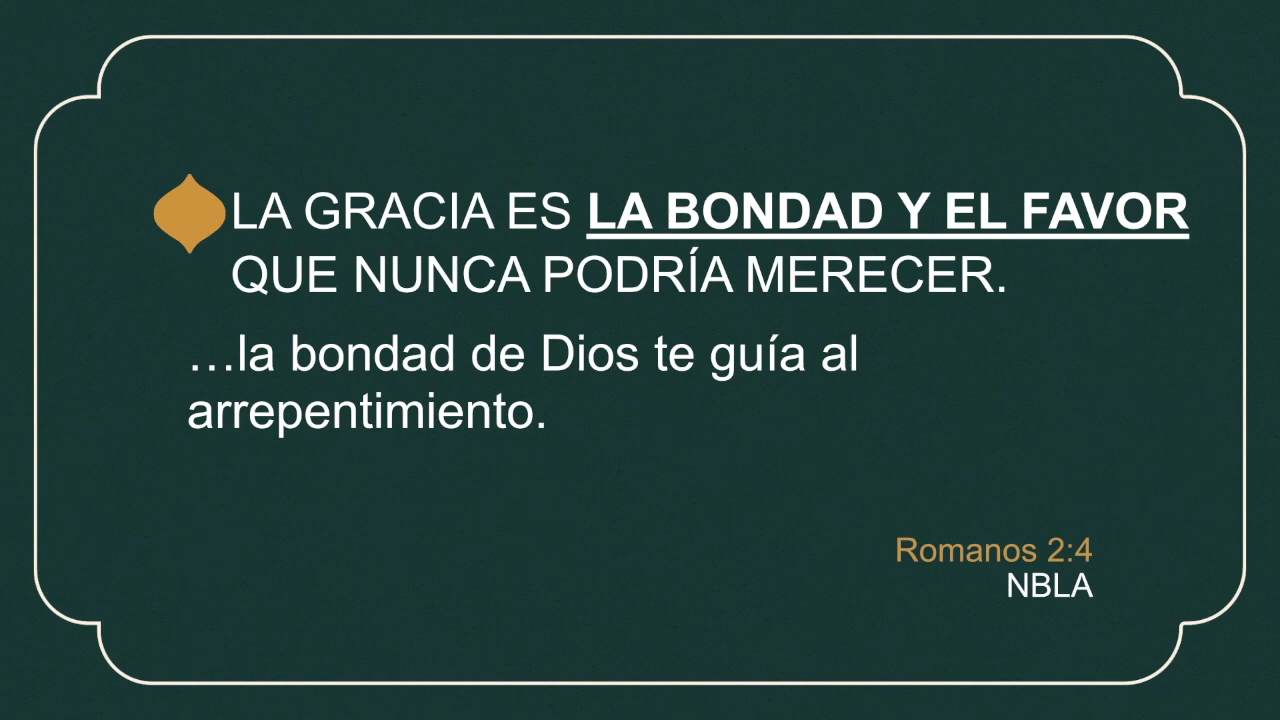 LA GRACIA ES LA BONDAD Y EL FAVOR
QUE NUNCA PODRÍA MERECER.
…la bondad de Dios te guía al
arrepentimiento.
Romanos 2:4
NBLA